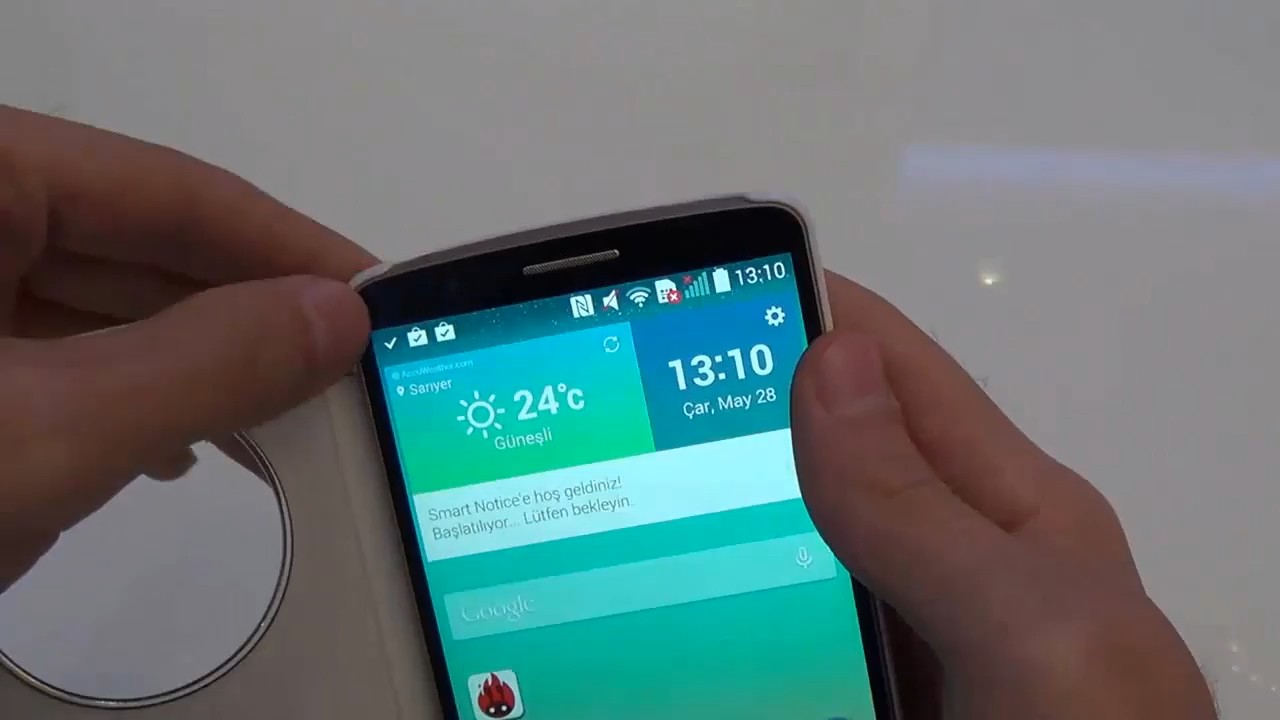 13:10
AccuWeather.com
Sarıyer
24°c
Güneşli
13:10
Çar, May 28
Smart Notice'e hoş geldiniz!
Başlatılıyor... Lütfen bekleyin.
Google